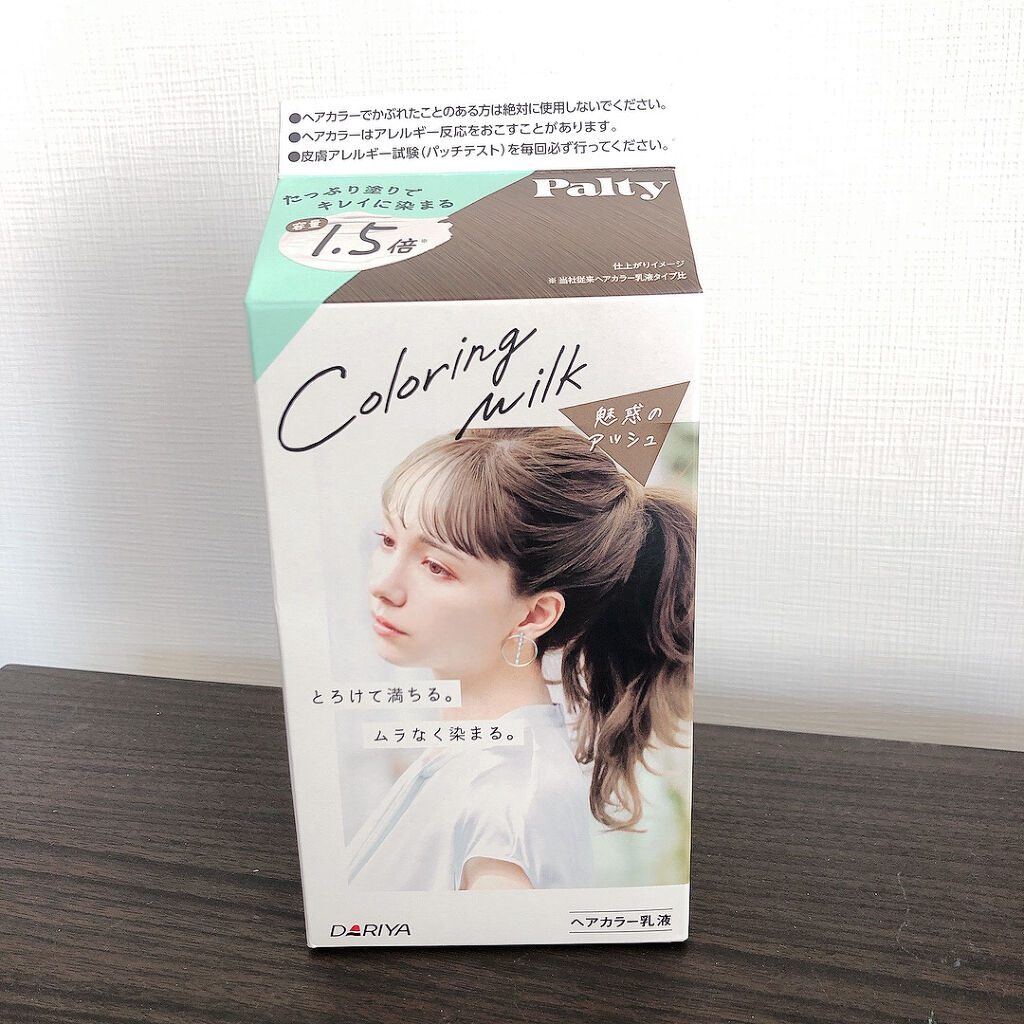 ●ヘアカラーでかぶれたことのある方は絶対に使用しないでください。
●ヘアカラーはアレルギー反応をおこすことがあります。
●皮膚アレルギー試験(パッチテスト)を毎回必ず行ってください。
Palty
たっぷり塗りで
キレイに染まる
容量
1.5倍※
仕上がりイメージ
※当社従来ヘアカラー乳液タイプ比
Coloring
milk
魅惑の
アッシュ
とろけて満ちる。
ムラなく染まる。
DARIYA
ヘアカラー乳液